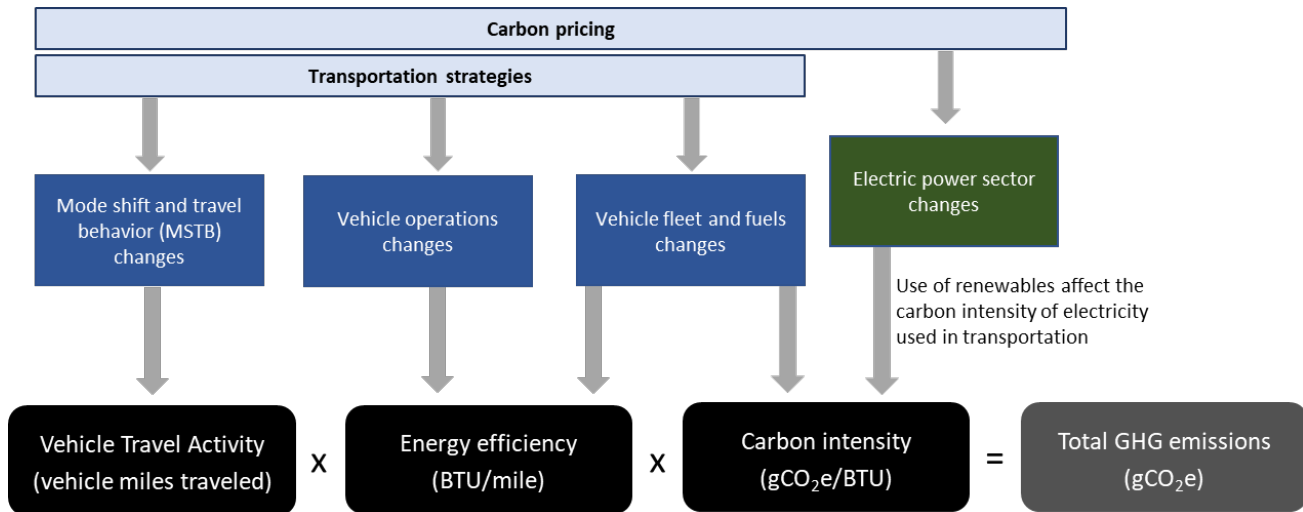 Carbon pricing
Transportation strategies
Mode shift and travel
behavior (MSTB)
changes
Vehicle operations
changes
Vehicle fleet and fuels
changes
Electric power sector
changes
Use of renewables affect the
carbon intensity of electricity
used in transportation
Vehicle Travel Activity
(vehicle miles traveled)
x
Energy efficiency
(BTU/mile)
x
Carbon intensity
(gCO₂e/BTU)
=
Total GHG emissions
(gCO₂e)